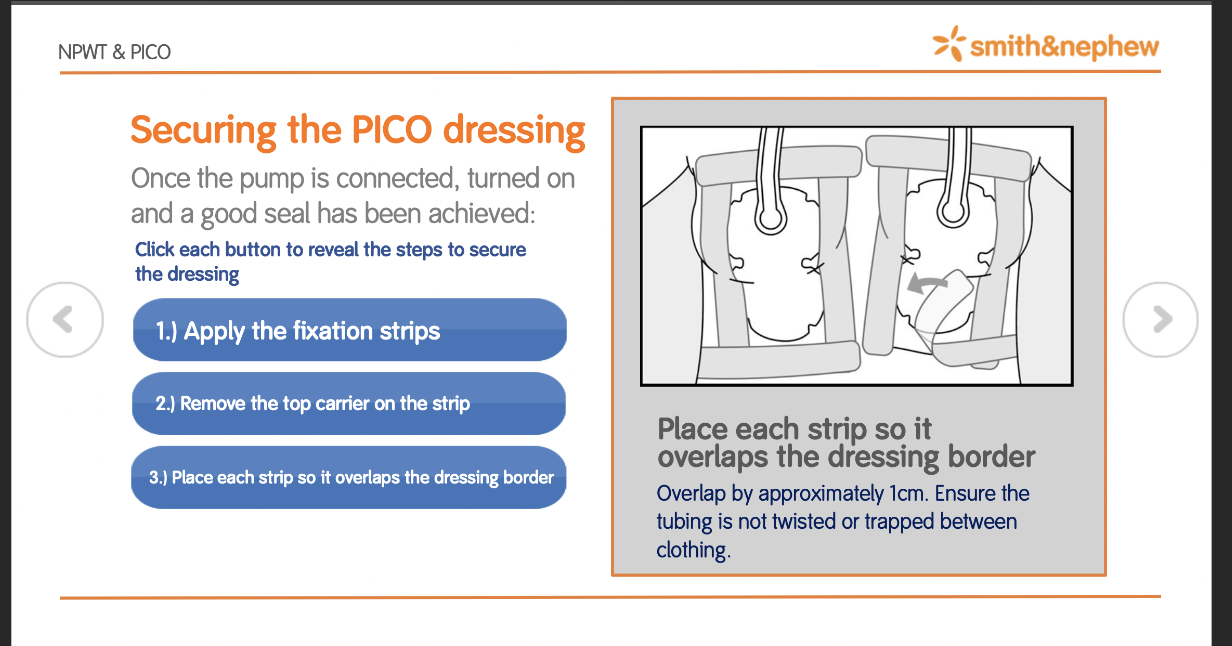 NPWT & PICO
smith&nephew
Securing the PICO dressing
Once the pump is connected, turned on
and a good seal has been achieved:
Click each button to reveal the steps to secure
the dressing
1.) Apply the fixation strips
2.) Remove the top carrier on the strip
3.) Place each strip so it overlaps the dressing border
Place each strip so it
overlaps the dressing border
Overlap by approximately 1cm. Ensure the
tubing is not twisted or trapped between
clothing.